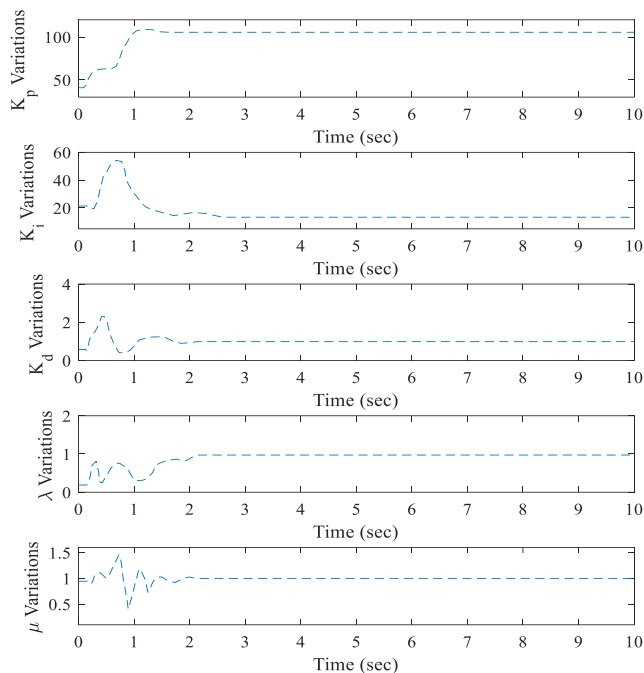 K_p Variations
100
50
0 1 2 3 4 5 6 7 8 9 10
Time (sec)
K_i Variations
60
40
20
0 1 2 3 4 5 6 7 8 9 10
Time (sec)
K_d Variations
4
2
0
0 1 2 3 4 5 6 7 8 9 10
Time (sec)
λ Variations
2
1
0
0 1 2 3 4 5 6 7 8 9 10
Time (sec)
μ Variations
1.5
1
0.5
0 1 2 3 4 5 6 7 8 9 10
Time (sec)